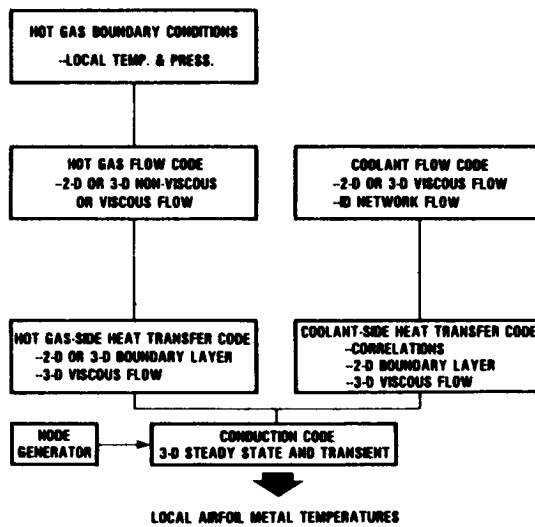 HOT GAS BOUNDARY CONDITIONS
--LOCAL TEMP. & PRESS.
HOT GAS FLOW CODE
--2-D OR 3-D NON-VISCOUS
OR VISCOUS FLOW
COOLANT FLOW CODE
--2-D OR 3-D VISCOUS FLOW
--1D NETWORK FLOW
HOT GAS-SIDE HEAT TRANSFER CODE
--2-D OR 3-D BOUNDARY LAYER
--3-D VISCOUS FLOW
COOLANT-SIDE HEAT TRANSFER CODE
--CORRELATIONS
--2-D BOUNDARY LAYER
--3-D VISCOUS FLOW
NODE
GENERATOR
CONDUCTION CODE
3-D STEADY STATE AND TRANSIENT
LOCAL AIRFOIL METAL TEMPERATURES